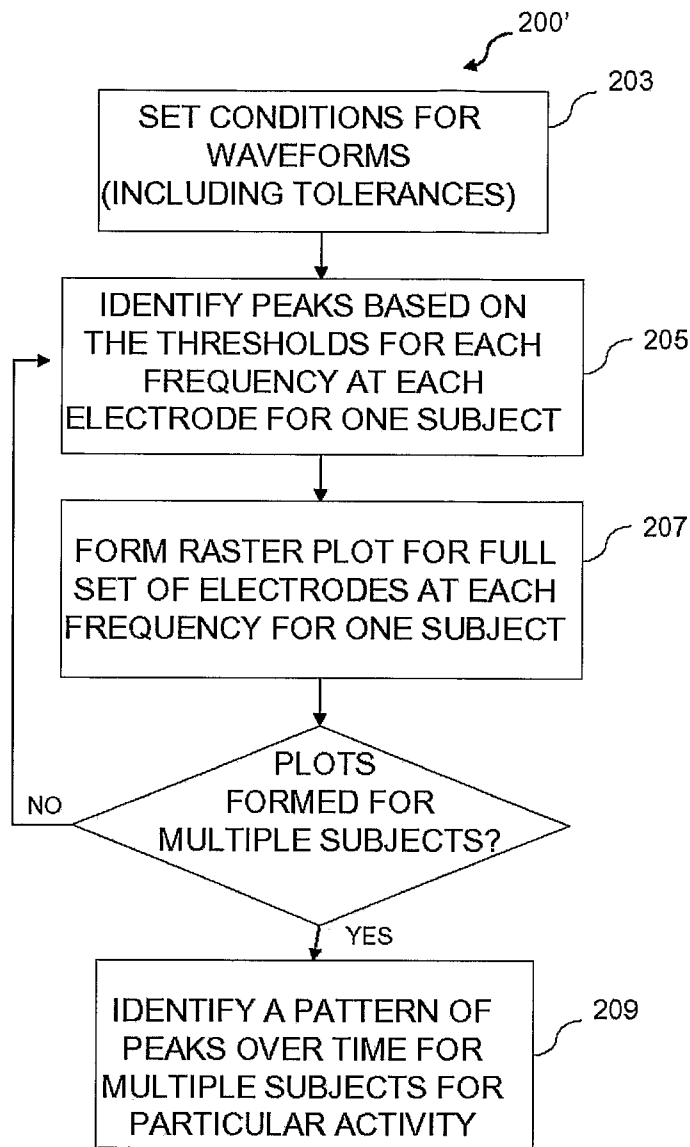 200'
203
SET CONDITIONS FOR
WAVEFORMS
(INCLUDING TOLERANCES)
IDENTIFY PEAKS BASED ON
THE THRESHOLDS FOR EACH
FREQUENCY AT EACH
ELECTRODE FOR ONE SUBJECT
205
207
FORM RASTER PLOT FOR FULL
SET OF ELECTRODES AT EACH
FREQUENCY FOR ONE SUBJECT
PLOTS
FORMED FOR
MULTIPLE SUBJECTS?
NO
YES
209
IDENTIFY A PATTERN OF
PEAKS OVER TIME FOR
MULTIPLE SUBJECTS FOR
PARTICULAR ACTIVITY